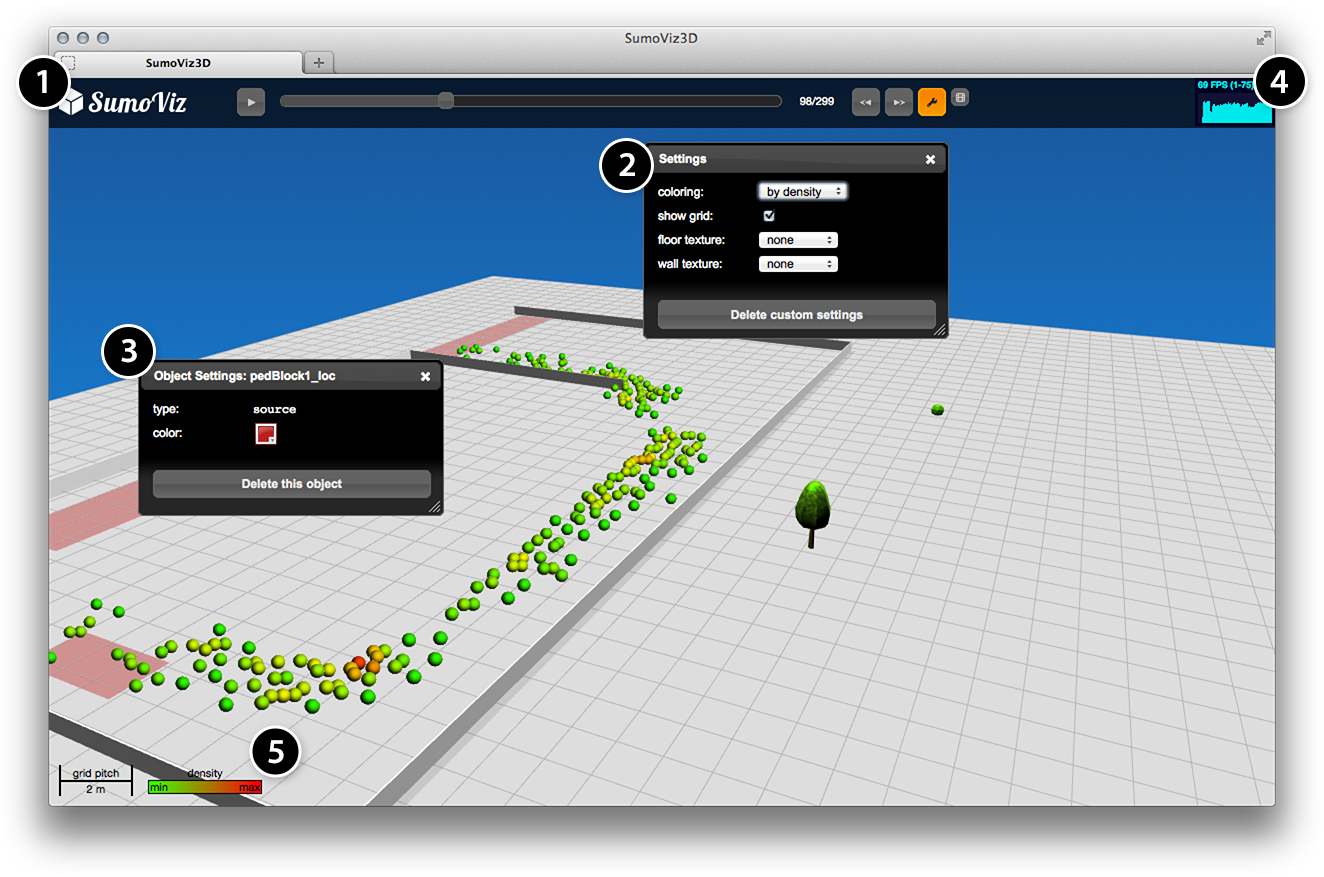 SumoViz3D
SumoViz3D
1
SumoViz
98/299
69 FPS (1-75)
4
2
Settings
coloring:
by density
show grid:
floor texture:
none
wall texture:
none
Delete custom settings
3
Object Settings: pedBlock1_loc
type:
source
color:
Delete this object
5
grid pitch
2 m
density
min
max